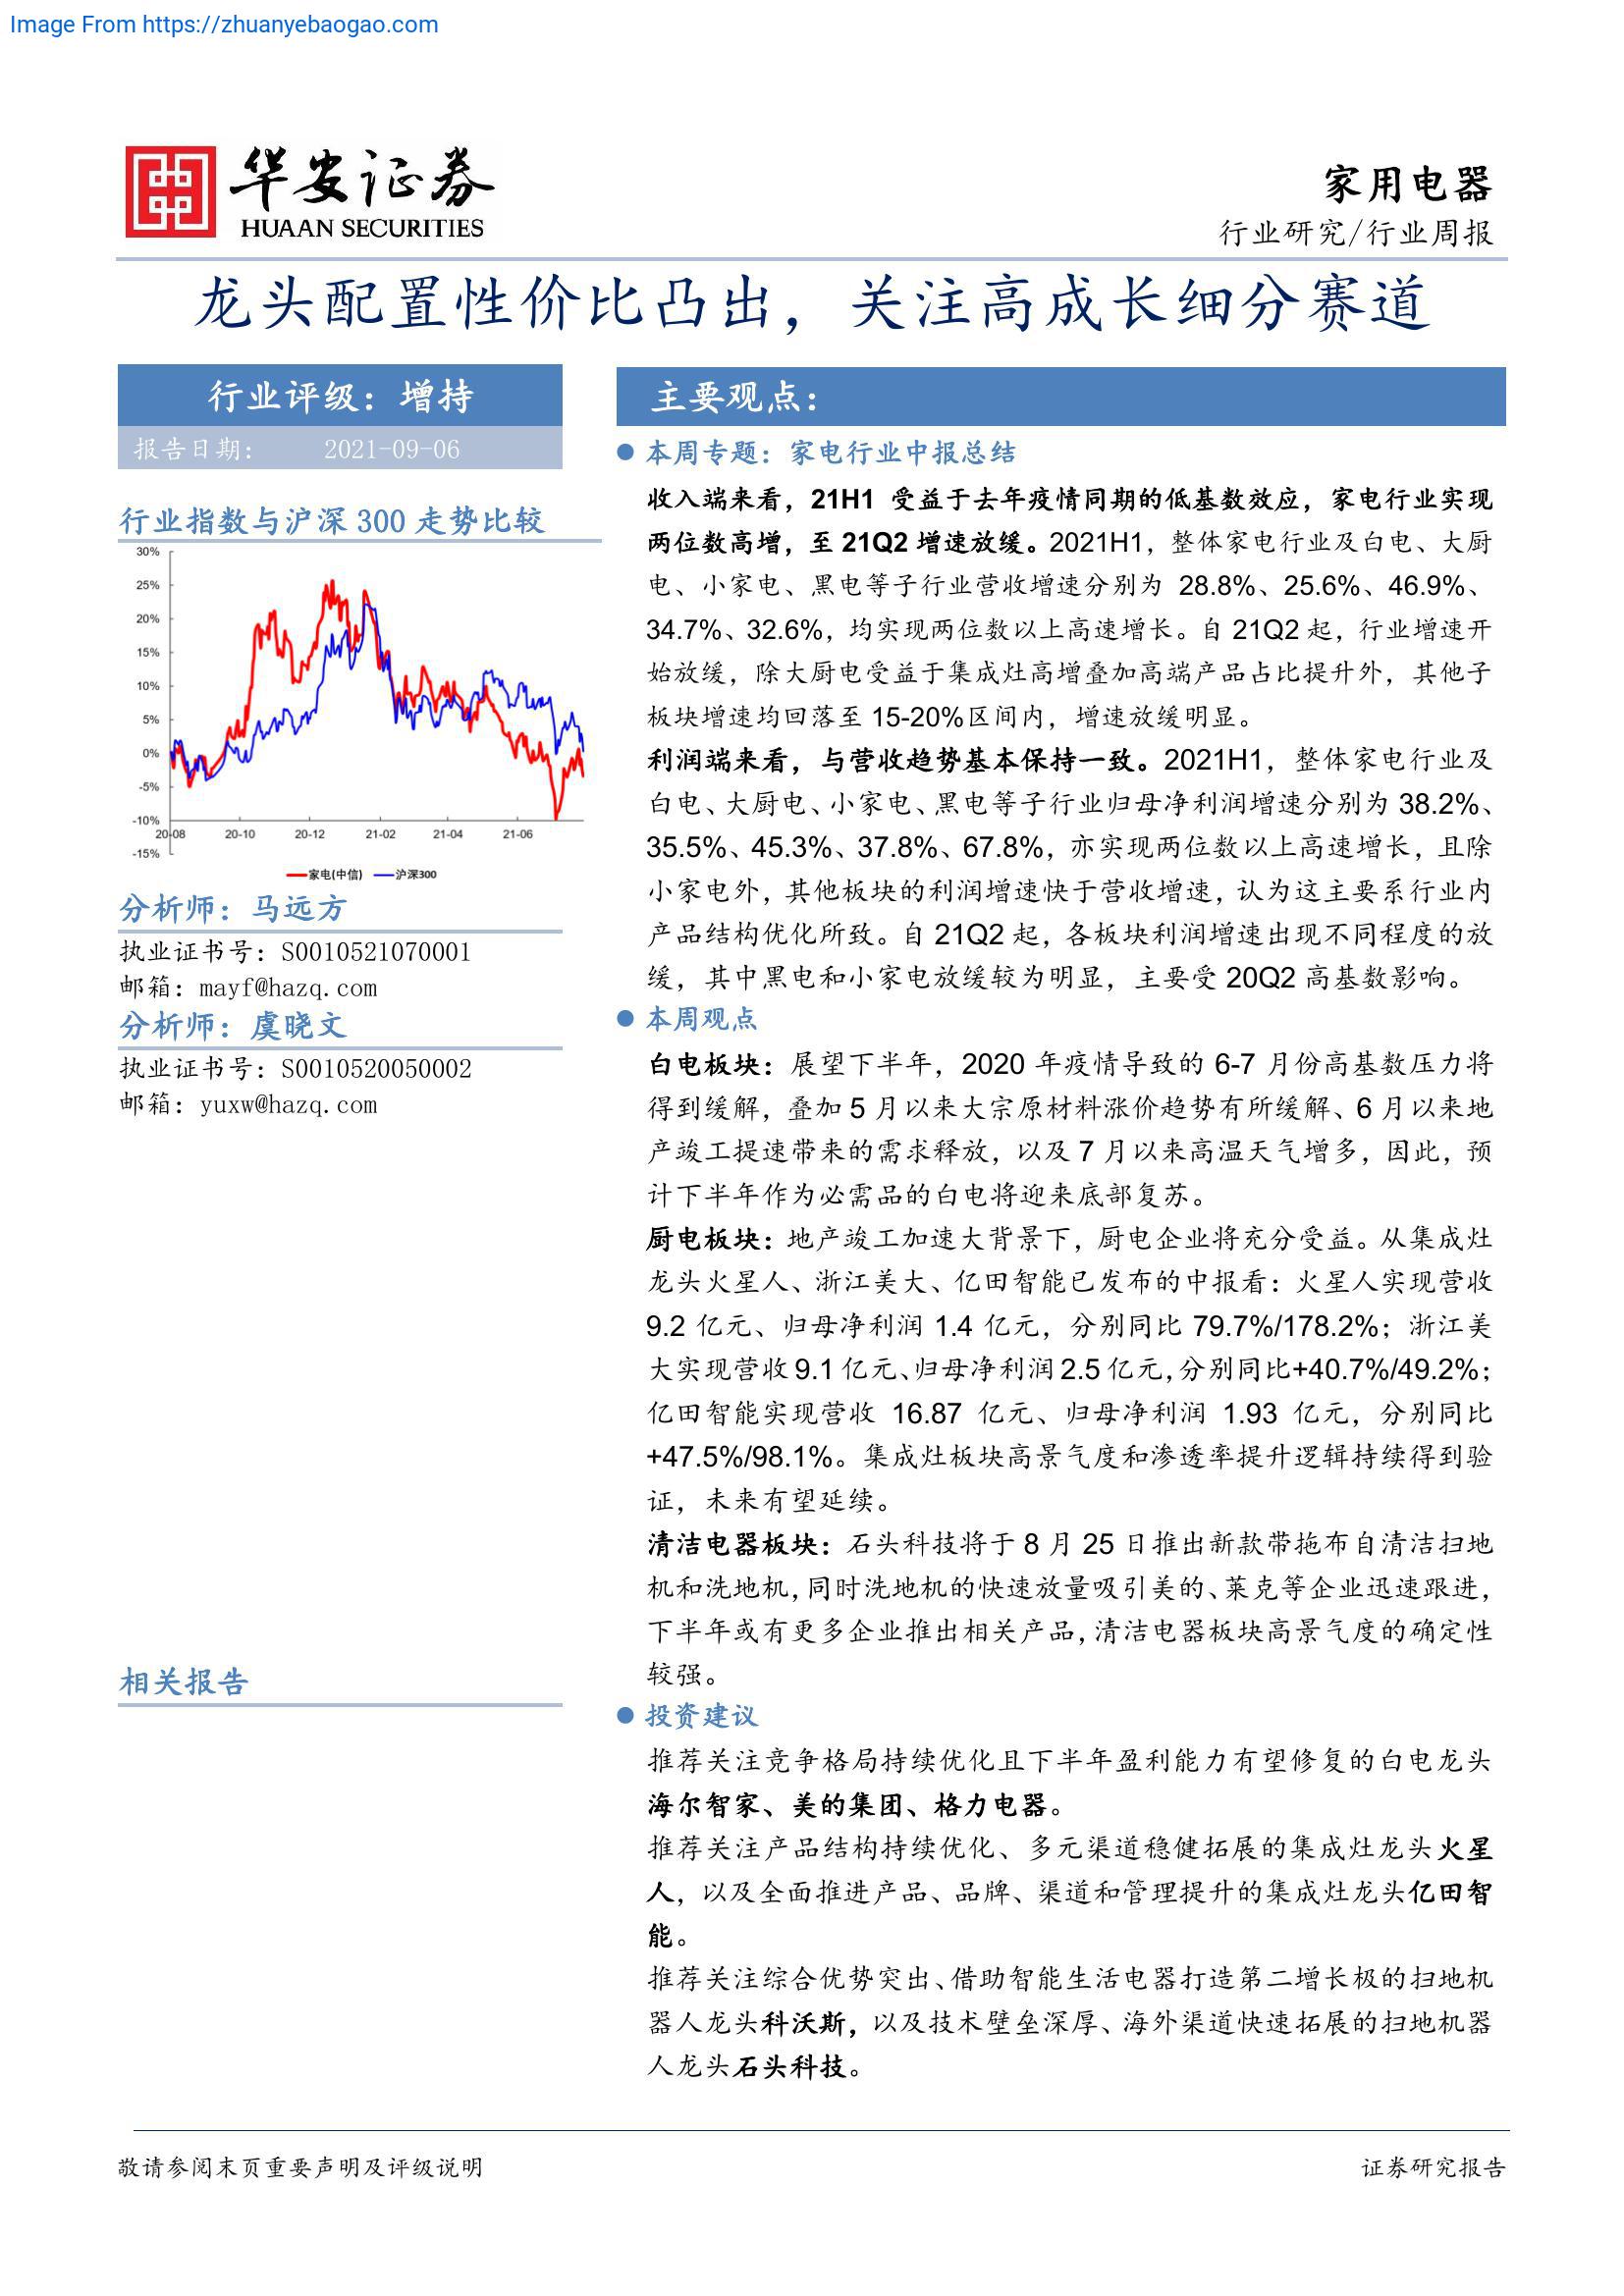 Image From https://zhuanyebaogao.com
华安证券
HUAAN SECURITIES
家用电器
行业研究/行业周报
龙头配置性价比凸出，关注高成长细分赛道
行业评级：增持
报告日期： 2021-09-06
行业指数与沪深 300 走势比较
30%
25%
20%
15%
10%
5%
0%
-5%
-10%
-15%
20-08 20-10 20-12 21-02 21-04 21-06
家电(中信) 沪深300
分析师：马远方
执业证书号：S0010521070001
邮箱：mayf@hazq.com
分析师：虞晓文
执业证书号：S0010520050002
邮箱：yuxw@hazq.com
相关报告
主要观点：
● 本周专题：家电行业中报总结
收入端来看，21H1 受益于去年疫情同期的低基数效应，家电行业实现
两位数高增，至 21Q2 增速放缓。2021H1，整体家电行业及白电、大厨
电、小家电、黑电等子行业营收增速分别为 28.8%、25.6%、46.9%、
34.7%、32.6%，均实现两位数以上高速增长。自 21Q2 起，行业增速开
始放缓，除大厨电受益于集成灶高增叠加高端产品占比提升外，其他子
板块增速均回落至 15-20%区间内，增速放缓明显。
利润端来看，与营收趋势基本保持一致。2021H1，整体家电行业及
白电、大厨电、小家电、黑电等子行业归母净利润增速分别为 38.2%、
35.5%、45.3%、37.8%、67.8%，亦实现两位数以上高速增长，且除
小家电外，其他板块的利润增速快于营收增速，认为这主要系行业内
产品结构优化所致。自 21Q2 起，各板块利润增速出现不同程度的放
缓，其中黑电和小家电放缓较为明显，主要受 20Q2 高基数影响。
● 本周观点
白电板块：展望下半年，2020 年疫情导致的 6-7 月份高基数压力将
得到缓解，叠加 5 月以来大宗原材料涨价趋势有所缓解、6 月以来地
产竣工提速带来的需求释放，以及 7 月以来高温天气增多，因此，预
计下半年作为必需品的白电将迎来底部复苏。
厨电板块：地产竣工加速大背景下，厨电企业将充分受益。从集成灶
龙头火星人、浙江美大、亿田智能已发布的中报看：火星人实现营收
9.2 亿元、归母净利润 1.4 亿元，分别同比 79.7%/178.2%；浙江美
大实现营收 9.1 亿元、归母净利润 2.5 亿元，分别同比+40.7%/49.2%；
亿田智能实现营收 16.87 亿元、归母净利润 1.93 亿元，分别同比
+47.5%/98.1%。集成灶板块高景气度和渗透率提升逻辑持续得到验
证，未来有望延续。
清洁电器板块：石头科技将于 8 月 25 日推出新款带拖布自清洁扫地
机和洗地机，同时洗地机的快速放量吸引美的、莱克等企业迅速跟进，
下半年或有更多企业推出相关产品，清洁电器板块高景气度的确定性
较强。
● 投资建议
推荐关注竞争格局持续优化且下半年盈利能力有望修复的白电龙头
海尔智家、美的集团、格力电器。
推荐关注产品结构持续优化、多元渠道稳健拓展的集成灶龙头火星
人，以及全面推进产品、品牌、渠道和管理提升的集成灶龙头亿田智
能。
推荐关注综合优势突出、借助智能生活电器打造第二增长极的扫地机
器人龙头科沃斯，以及技术壁垒深厚、海外渠道快速拓展的扫地机器
人龙头石头科技。
敬请参阅末页重要声明及评级说明
证券研究报告